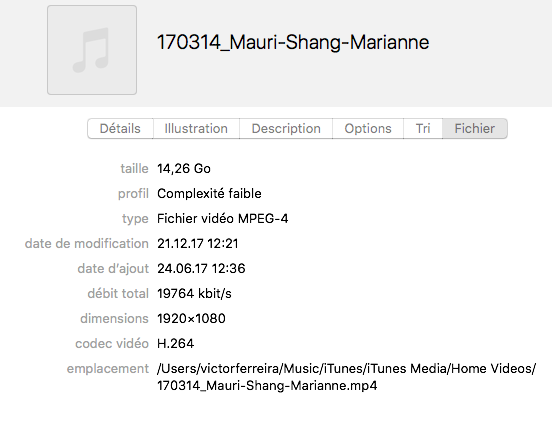 170314_Mauri-Shang-Marianne
Détails Illustration Description Options Tri Fichier
taille 14,26 Go
profil Complexité faible
type Fichier vidéo MPEG-4
date de modification 21.12.17 12:21
date d'ajout 24.06.17 12:36
débit total 19764 kbit/s
dimensions 1920×1080
codec vidéo H.264
emplacement /Users/victorferreira/Music/iTunes/iTunes Media/Home Videos/
170314_Mauri-Shang-Marianne.mp4